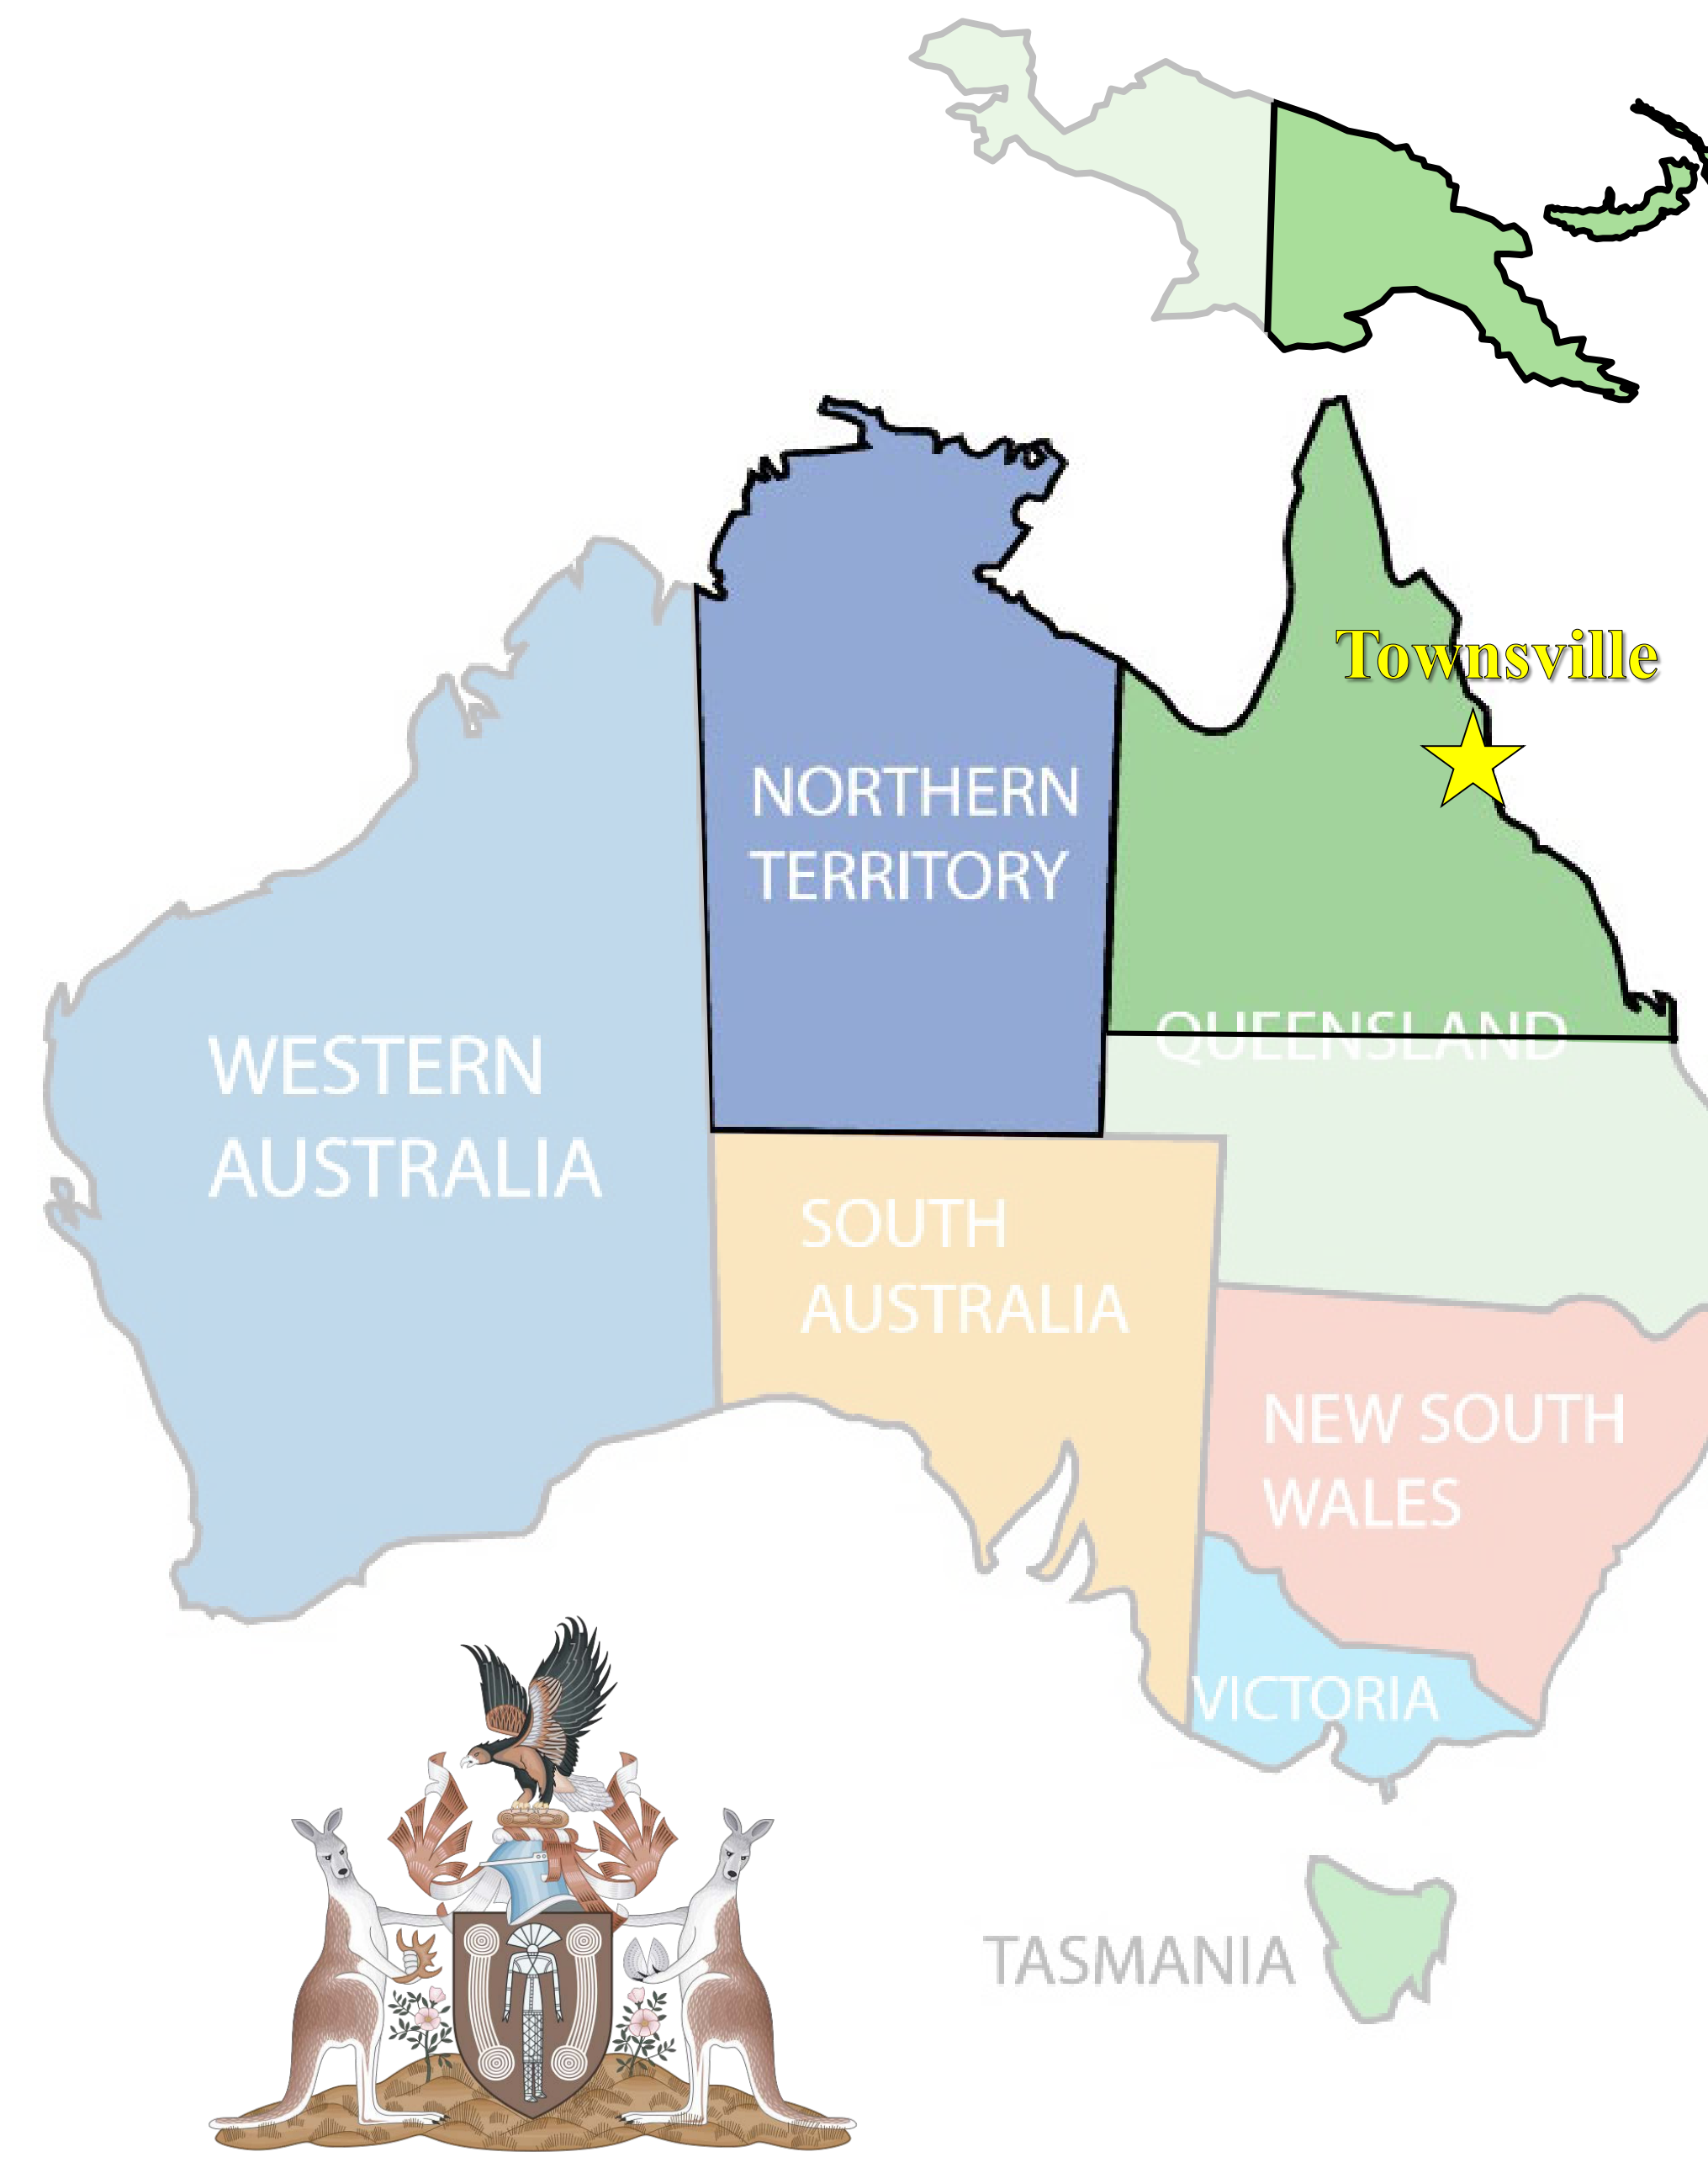 Townsville
NORTHERN
TERRITORY
QUEENSLAND
WESTERN
AUSTRALIA
SOUTH
AUSTRALIA
NEW SOUTH
WALES
VICTORIA
TASMANIA